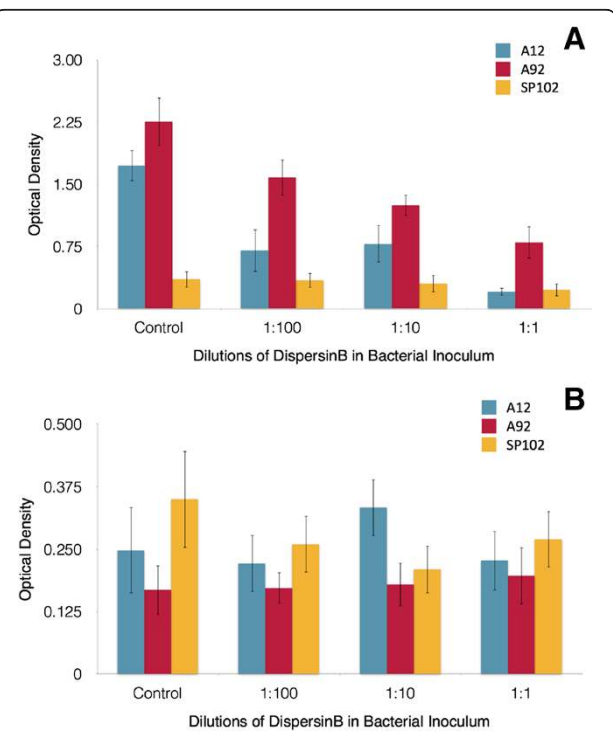 A
A12
A92
SP102
3.00
2.25
1.50
0.75
0
Optical Density
Control 1:100 1:10 1:1
Dilutions of DispersinB in Bacterial Inoculum
B
A12
A92
SP102
0.500
0.375
0.250
0.125
0
Optical Density
Control 1:100 1:10 1:1
Dilutions of DispersinB in Bacterial Inoculum